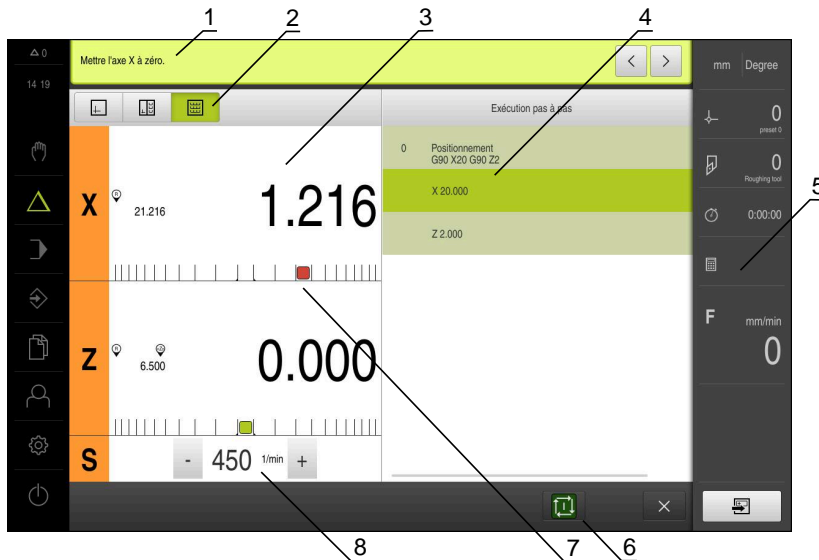 1
2
3
4
0
14 19
Mettre l'axe X à zéro.
< >
mm Degree
Exécution pas à pas
0
preset 0
0 Positionnement
G90 X20 G90 Z2
X 20.000
Z 2.000
0
Roughing tool
5
0:00:00
X
R
21.216
1.216
F mm/min
0
Z
R
6.500
0.000
S
- 450 1/min +
8
7
6